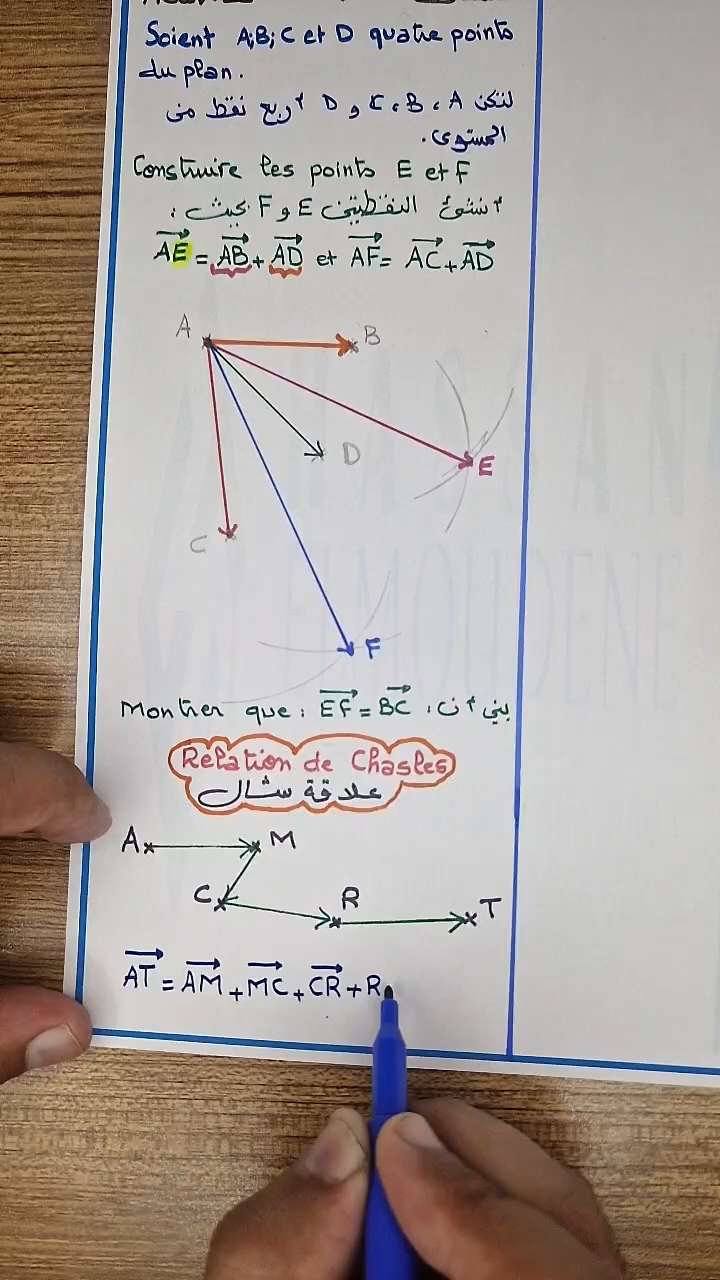 Soient A;B;C et D quatre points
du plan.
لتكن A ، B ، C و D أربع نقط من
المستوى.
Construire les points E et F
أنشئ النقطتين E و F بحيث :
AE = AB + AD et AF = AC + AD
A
B
D
E
C
F
Montrer que : EF = BC : بين أن
Relation de Chasles
علاقة شال
A
M
C
R
T
AT = AM + MC + CR + R
HASSAN